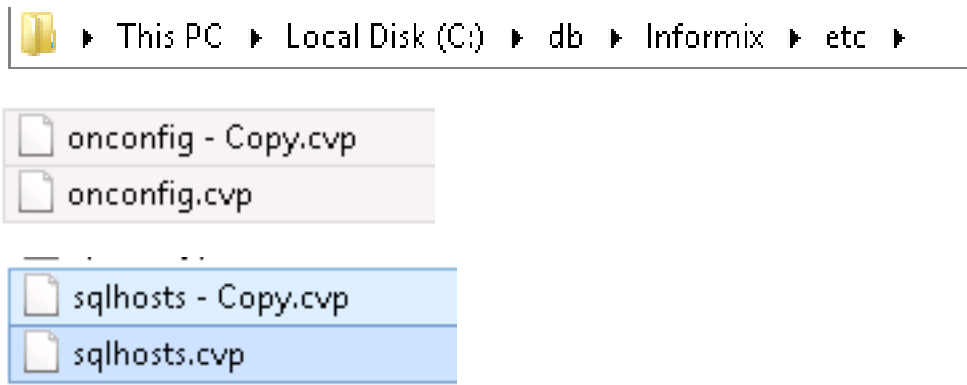 This PC Local Disk (C:) db Informix etc
onconfig - Copy.cvp
onconfig.cvp
sqlhosts - Copy.cvp
sqlhosts.cvp